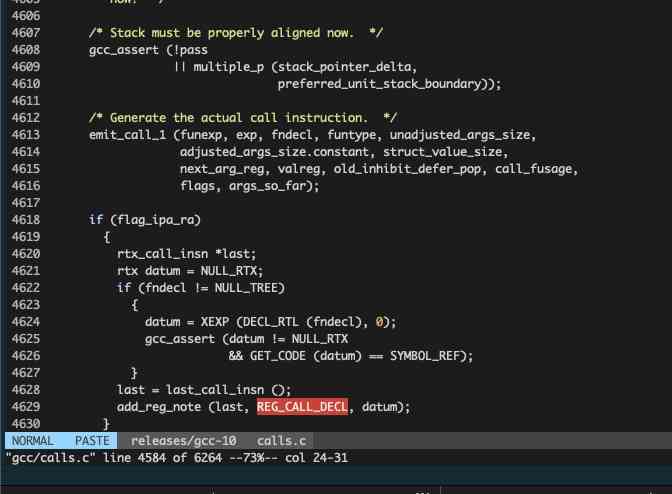 4606
4607 /* Stack must be properly aligned now. */
4608 gcc_assert (!pass
4609 || multiple_p (stack_pointer_delta,
4610 preferred_unit_stack_boundary));
4611
4612 /* Generate the actual call instruction. */
4613 emit_call_1 (funexp, exp, fndecl, funtype, unadjusted_args_size,
4614 adjusted_args_size.constant, struct_value_size,
4615 next_arg_reg, valreg, old_inhibit_defer_pop, call_fusage,
4616 flags, args_so_far);
4617
4618 if (flag_ipa_ra)
4619 {
4620 rtx_call_insn *last;
4621 rtx datum = NULL_RTX;
4622 if (fndecl != NULL_TREE)
4623 {
4624 datum = XEXP (DECL_RTL (fndecl), 0);
4625 gcc_assert (datum != NULL_RTX
4626 && GET_CODE (datum) == SYMBOL_REF);
4627 }
4628 last = last_call_insn ();
4629 add_reg_note (last, REG_CALL_DECL, datum);
4630 }
NORMAL PASTE releases/gcc-10 calls.c
"gcc/calls.c" line 4584 of 6264 --73%-- col 24-31